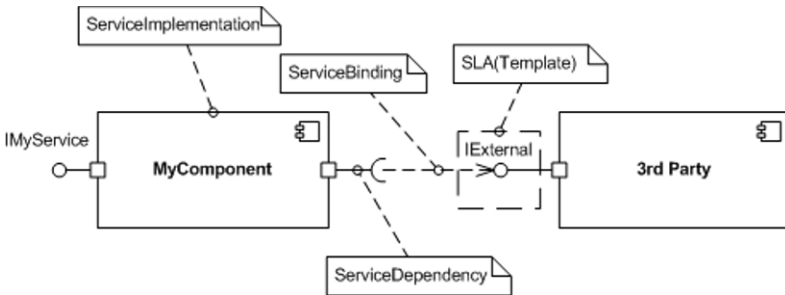 ServiceImplementation
ServiceBinding
SLA(Template)
IMyService
MyComponent
IExternal
3rd Party
ServiceDependency